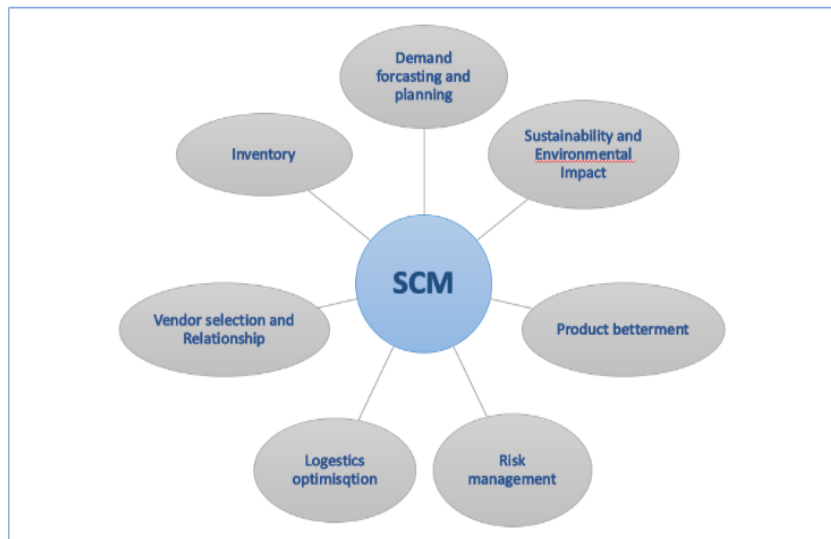 Demand
forcasting and
planning
Sustainability and
Environmental
Impact
Inventory
SCM
Vendor selection and
Relationship
Product betterment
Logestics
optimisqtion
Risk
management